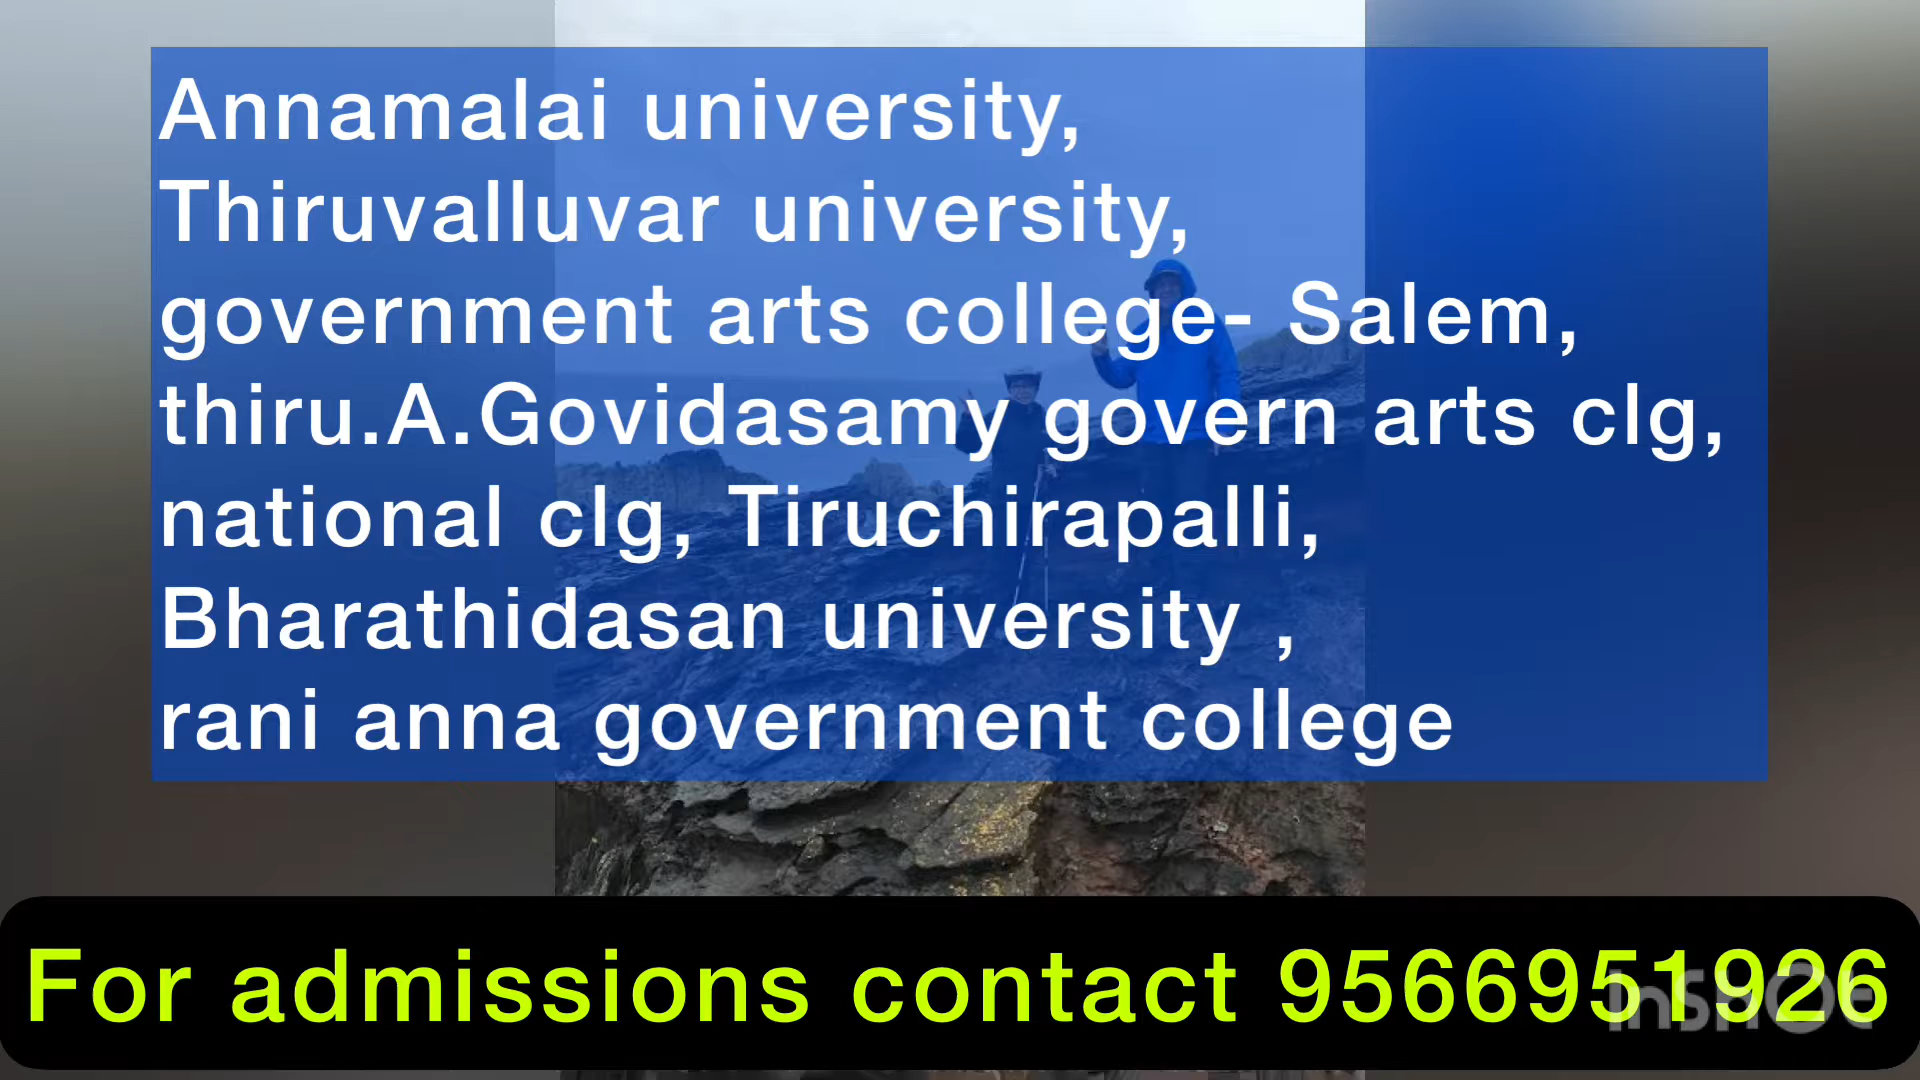 Annamalai university,
Thiruvalluvar university,
government arts college- Salem,
thiru.A.Govidasamy govern arts clg,
national clg, Tiruchirapalli,
Bharathidasan university ,
rani anna government college
For admissions contact 9566951926
InShOt